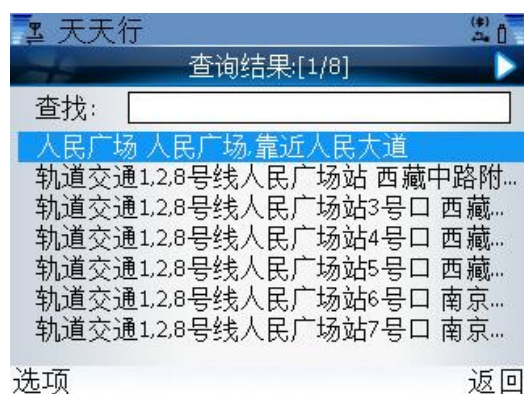 天天行
查询结果:[1/8]
查找:
人民广场 人民广场,靠近人民大道
轨道交通1,2,8号线人民广场站 西藏中路附...
轨道交通1,2,8号线人民广场站3号口 西藏...
轨道交通1,2,8号线人民广场站4号口 西藏...
轨道交通1,2,8号线人民广场站5号口 西藏...
轨道交通1,2,8号线人民广场站6号口 南京...
轨道交通1,2,8号线人民广场站7号口 南京...
选项 返回